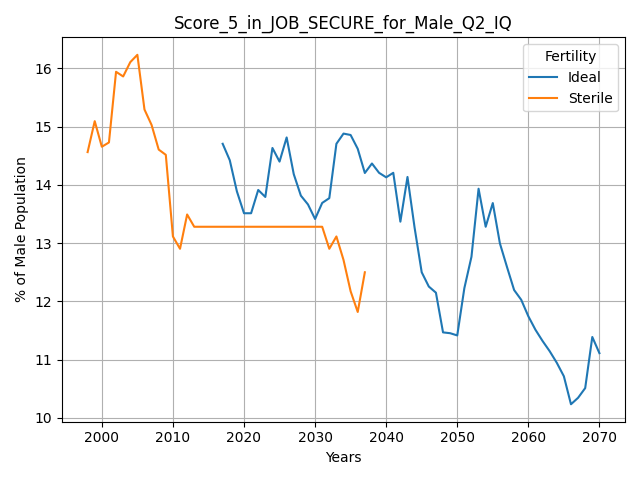 Score_5_in_JOB_SECURE_for_Male_Q2_IQ
Fertility
Ideal
Sterile
% of Male Population
16
15
14
13
12
11
10
2000 2010 2020 2030 2040 2050 2060 2070
Years